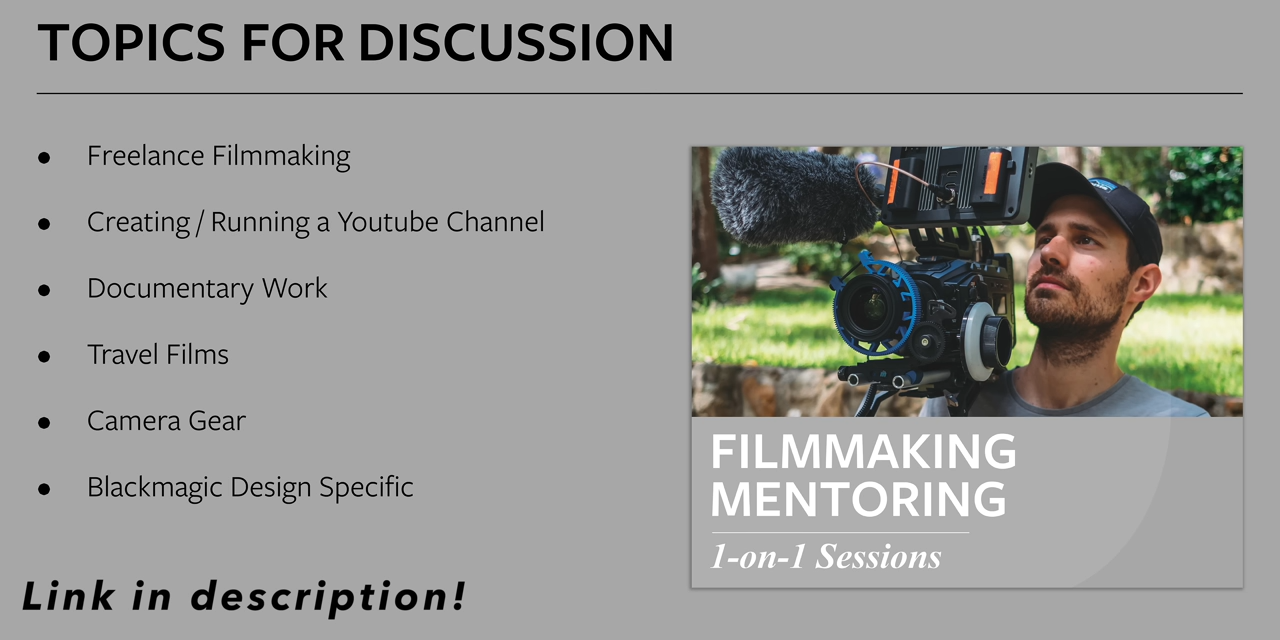 TOPICS FOR DISCUSSION
Freelance Filmmaking
Creating / Running a Youtube Channel
Documentary Work
Travel Films
Camera Gear
Blackmagic Design Specific
Link in description!
FILMMAKING
MENTORING
1-on-1 Sessions